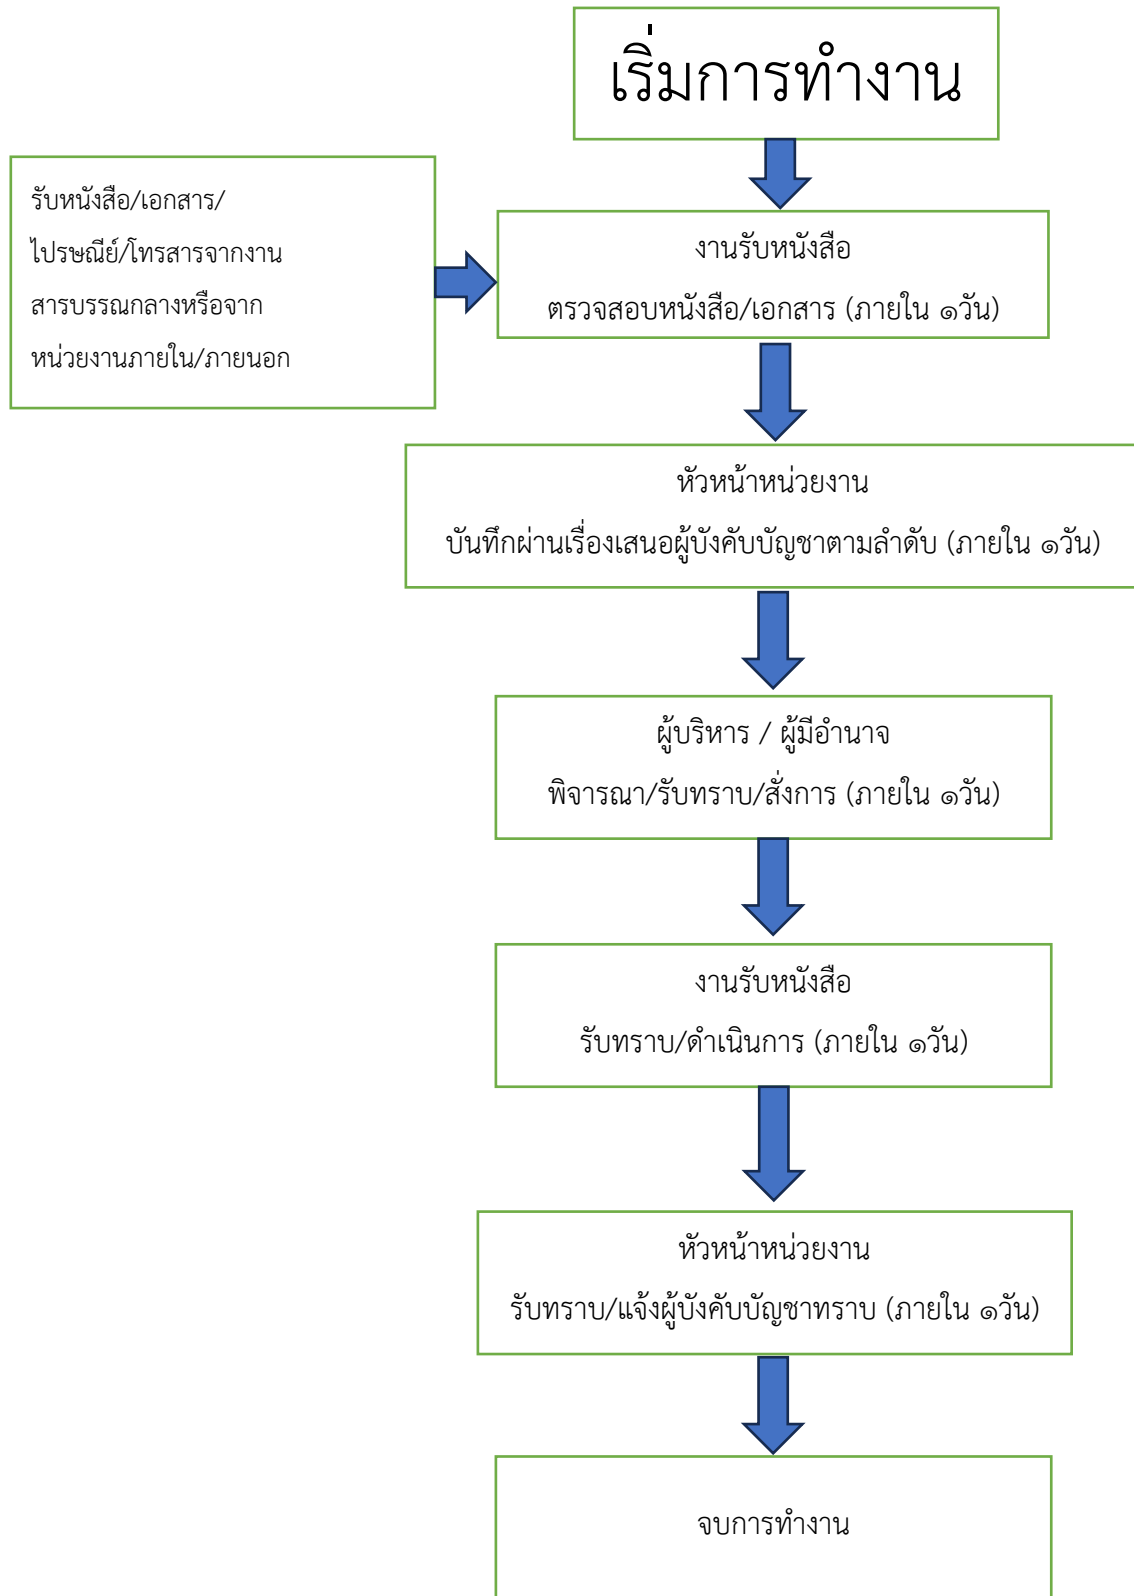 เริ่มการทำงาน
รับหนังสือ/เอกสาร/
ไปรษณีย์/โทรสารจากงาน
สารบรรณกลางหรือจาก
หน่วยงานภายใน/ภายนอก
งานรับหนังสือ
ตรวจสอบหนังสือ/เอกสาร (ภายใน ๑วัน)
หัวหน้าหน่วยงาน
บันทึกผ่านเรื่องเสนอผู้บังคับบัญชาตามลำดับ (ภายใน ๑วัน)
ผู้บริหาร / ผู้มีอำนาจ
พิจารณา/รับทราบ/สั่งการ (ภายใน ๑วัน)
งานรับหนังสือ
รับทราบ/ดำเนินการ (ภายใน ๑วัน)
หัวหน้าหน่วยงาน
รับทราบ/แจ้งผู้บังคับบัญชาทราบ (ภายใน ๑วัน)
จบการทำงาน